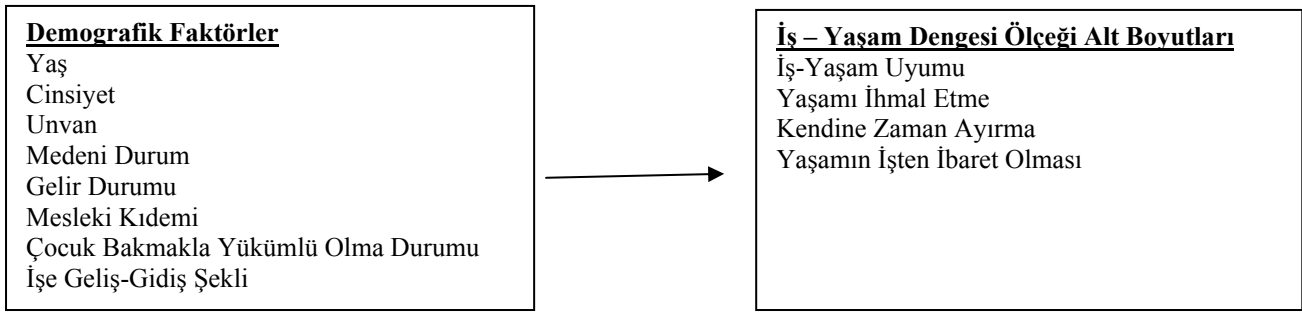 Demografik Faktörler
Yaş
Cinsiyet
Unvan
Medeni Durum
Gelir Durumu
Mesleki Kıdemi
Çocuk Bakmakla Yükümlü Olma Durumu
İşe Geliş-Gidiş Şekli
İş – Yaşam Dengesi Ölçeği Alt Boyutları
İş-Yaşam Uyumu
Yaşamı İhmal Etme
Kendine Zaman Ayırma
Yaşamın İşten İbaret Olması